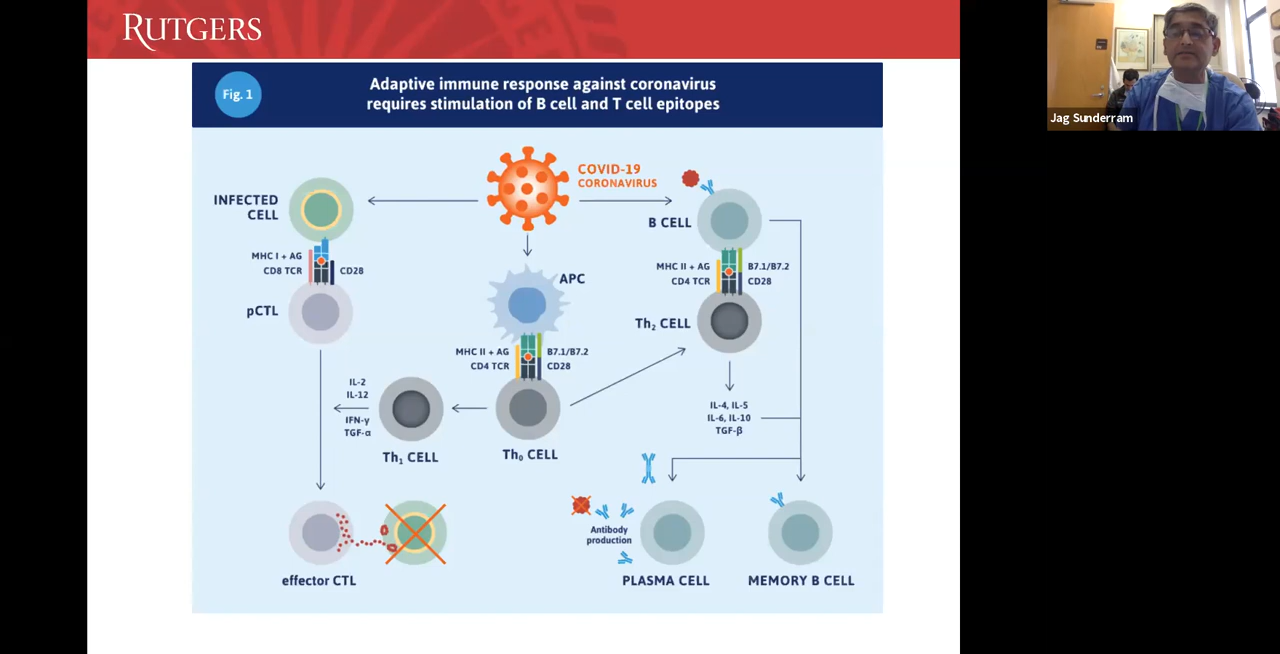 RUTGERS
Fig. 1
Adaptive immune response against coronavirus
requires stimulation of B cell and T cell epitopes
COVID-19
CORONAVIRUS
INFECTED
CELL
MHC I + AG
CD8 TCR
CD28
pCTL
APC
MHC II + AG
CD4 TCR
B7.1/B7.2
CD28
B CELL
MHC II + AG
CD4 TCR
B7.1/B7.2
CD28
Th₂ CELL
IL-2
IL-12
IFN-γ
TGF-α
Th₁ CELL
Th₀ CELL
IL-4, IL-5
IL-6, IL-10
TGF-β
effector CTL
Antibody
production
PLASMA CELL
MEMORY B CELL
Jag Sunderram